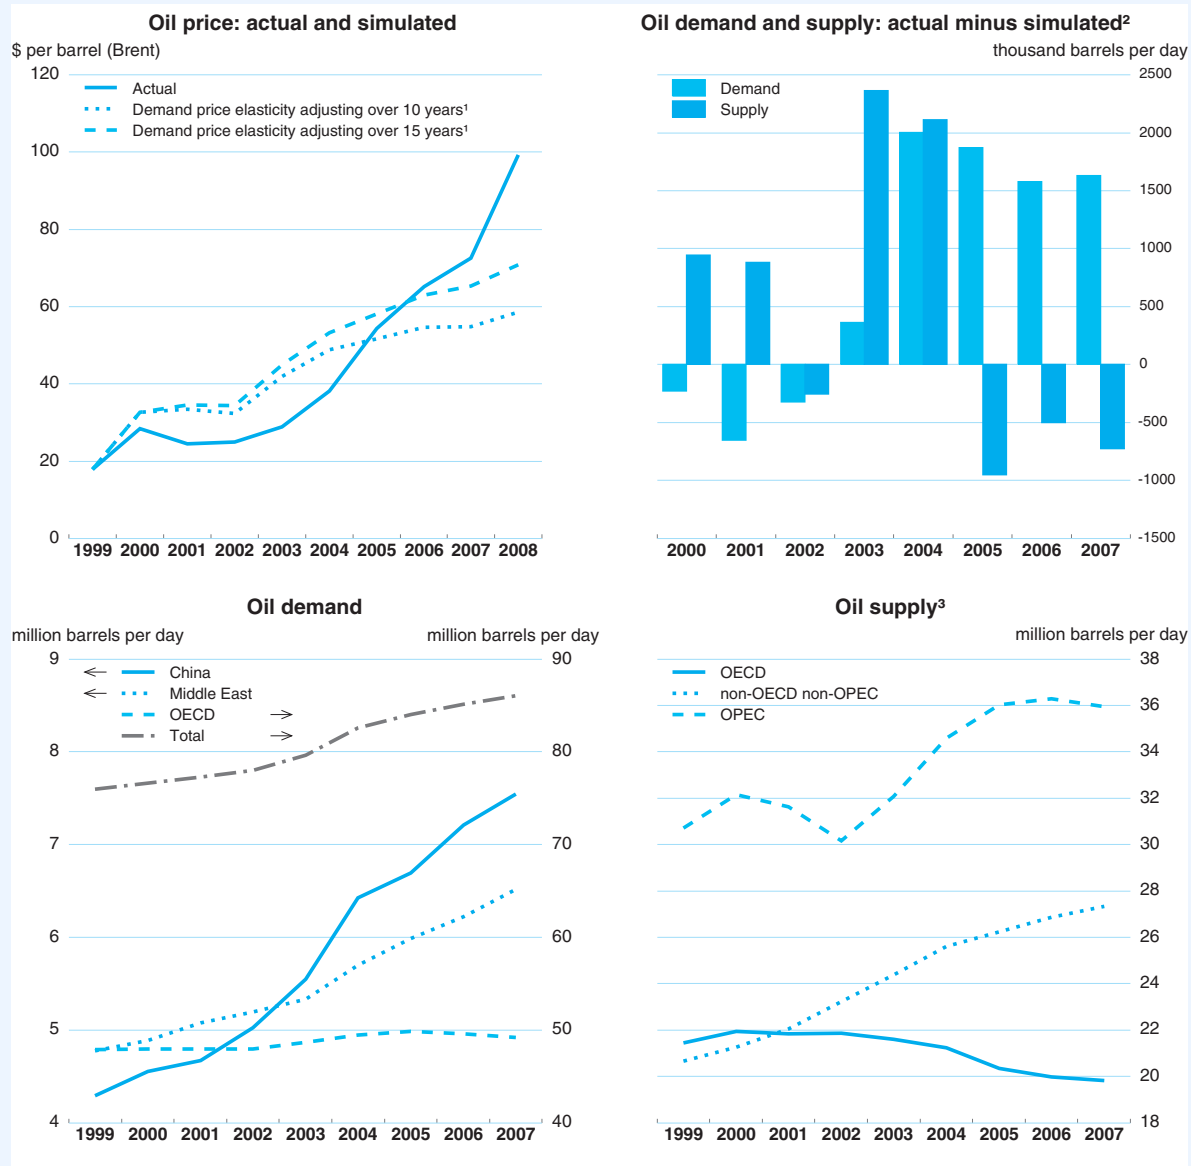 Oil price: actual and simulated
$ per barrel (Brent)
120
100
80
60
40
20
0
Actual
Demand price elasticity adjusting over 10 years¹
Demand price elasticity adjusting over 15 years¹
1999 2000 2001 2002 2003 2004 2005 2006 2007 2008
Oil demand and supply: actual minus simulated²
thousand barrels per day
Demand
Supply
2500
2000
1500
1000
500
0
-500
-1000
-1500
2000 2001 2002 2003 2004 2005 2006 2007
Oil demand
million barrels per day million barrels per day
9
8
7
6
5
4
China
Middle East
OECD
Total
90
80
70
60
50
40
1999 2000 2001 2002 2003 2004 2005 2006 2007
Oil supply³
million barrels per day
OECD
non-OECD non-OPEC
OPEC
38
36
34
32
30
28
26
24
22
20
18
1999 2000 2001 2002 2003 2004 2005 2006 2007